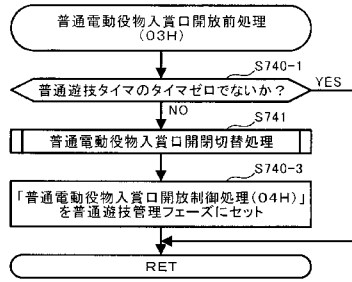 普通電動役物入賞口開放前処理
(03H)
S740-1
普通遊技タイマのタイマゼロでないか?
YES
NO
S741
普通電動役物入賞口開閉切替処理
S740-3
「普通電動役物入賞口開放制御処理(04H)」
を普通遊技管理フェーズにセット
RET